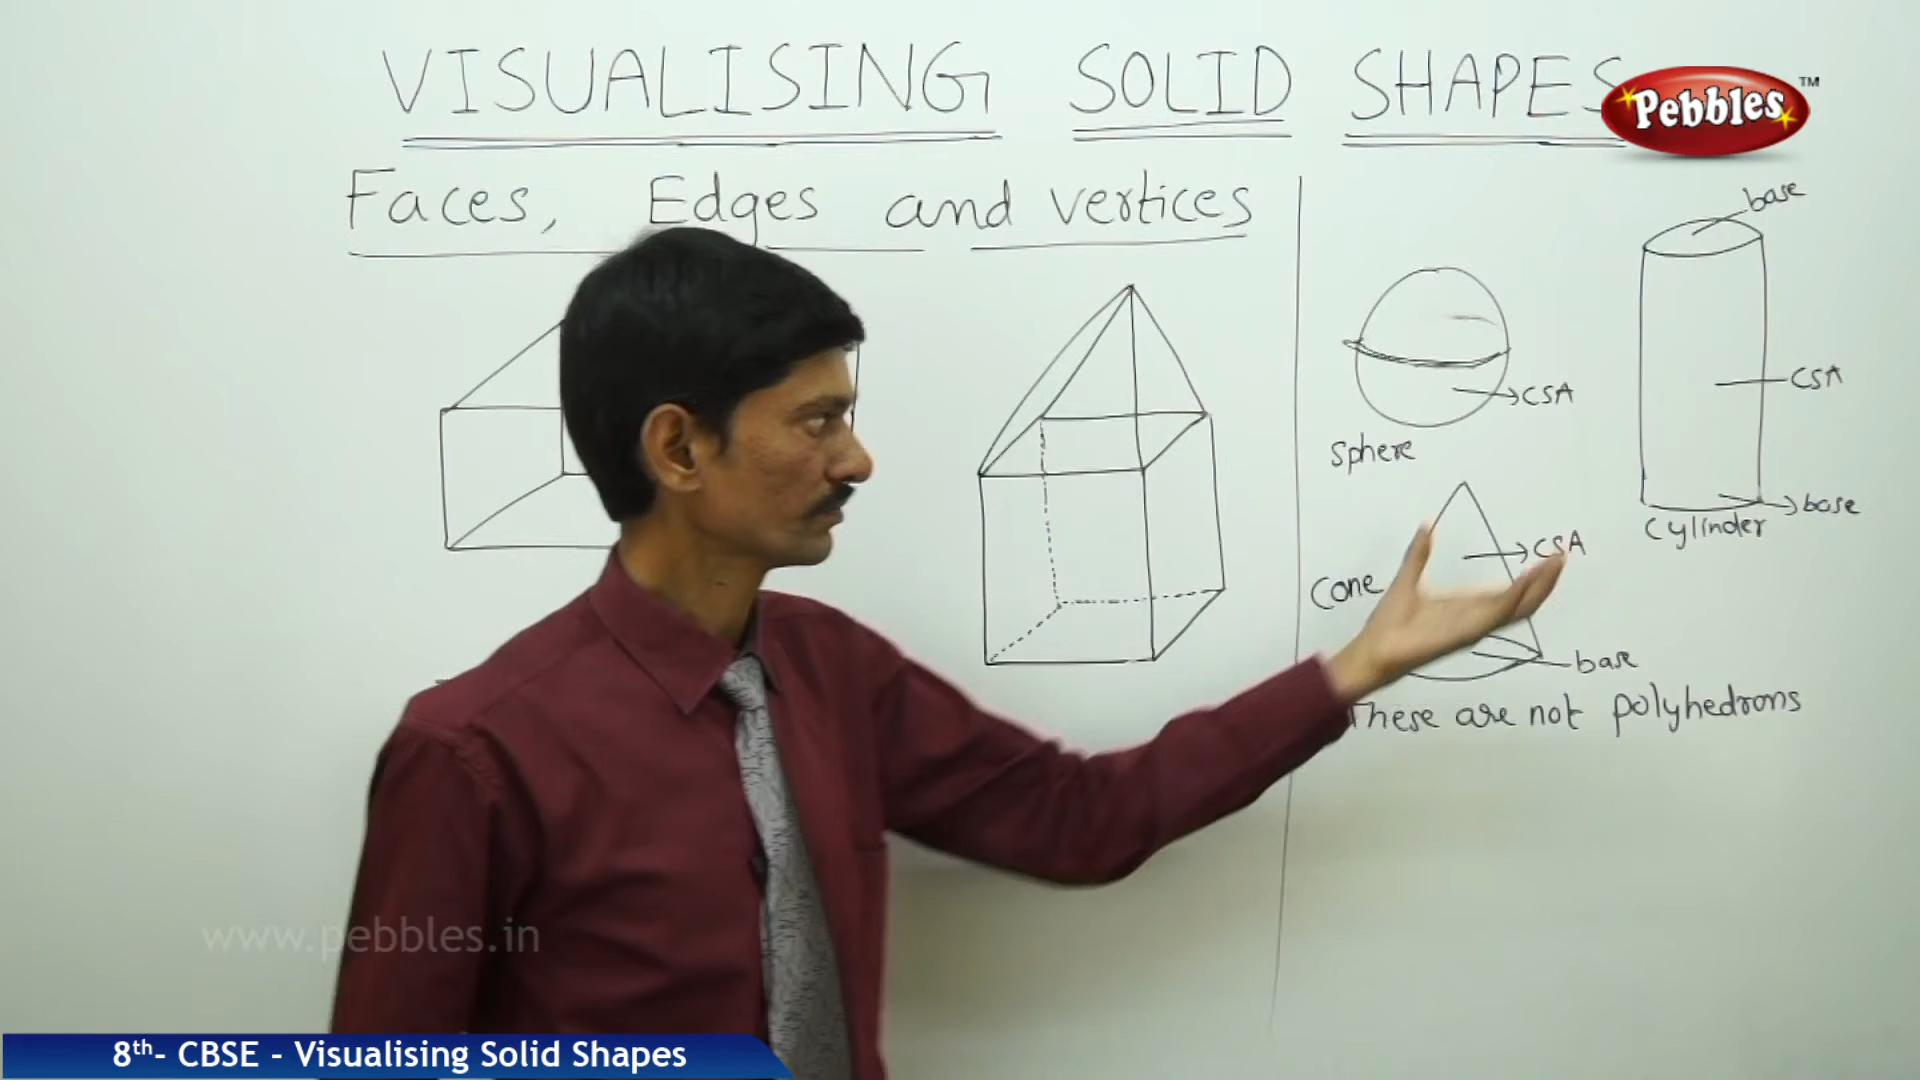 VISUALISING SOLID SHAPES
Pebbles™
Faces, Edges and vertices
base
CSA
CSA
Sphere
base
Cylinder
CSA
Cone
base
These are not polyhedrons
www.pebbles.in
8th- CBSE - Visualising Solid Shapes